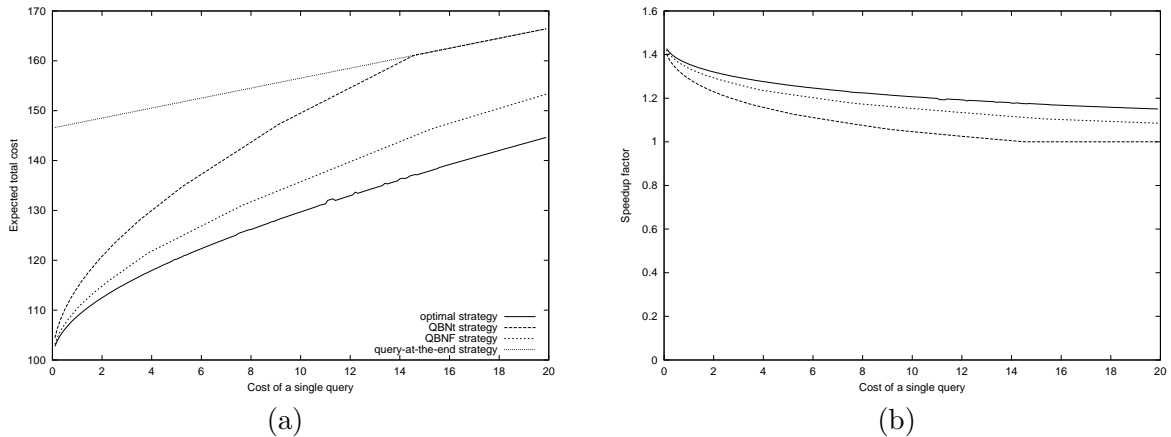 170
160
150
140
130
120
110
100
Expected total cost
0 2 4 6 8 10 12 14 16 18 20
Cost of a single query
optimal strategy
QBNt strategy
QBNF strategy
query-at-the-end strategy
(a)
1.6
1.4
1.2
1
0.8
0.6
0.4
0.2
0
Speedup factor
0 2 4 6 8 10 12 14 16 18 20
Cost of a single query
(b)